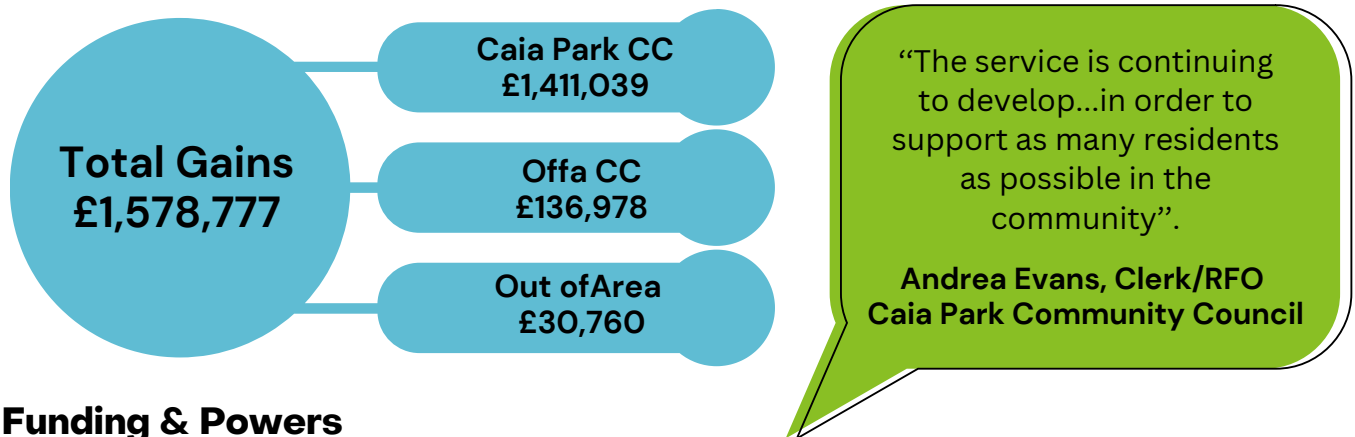 Total Gains
£1,578,777
Caia Park CC
£1,411,039
Offa CC
£136,978
Out ofArea
£30,760
“The service is continuing
to develop...in order to
support as many residents
as possible in the
community”.
Andrea Evans, Clerk/RFO
Caia Park Community Council
Funding & Powers